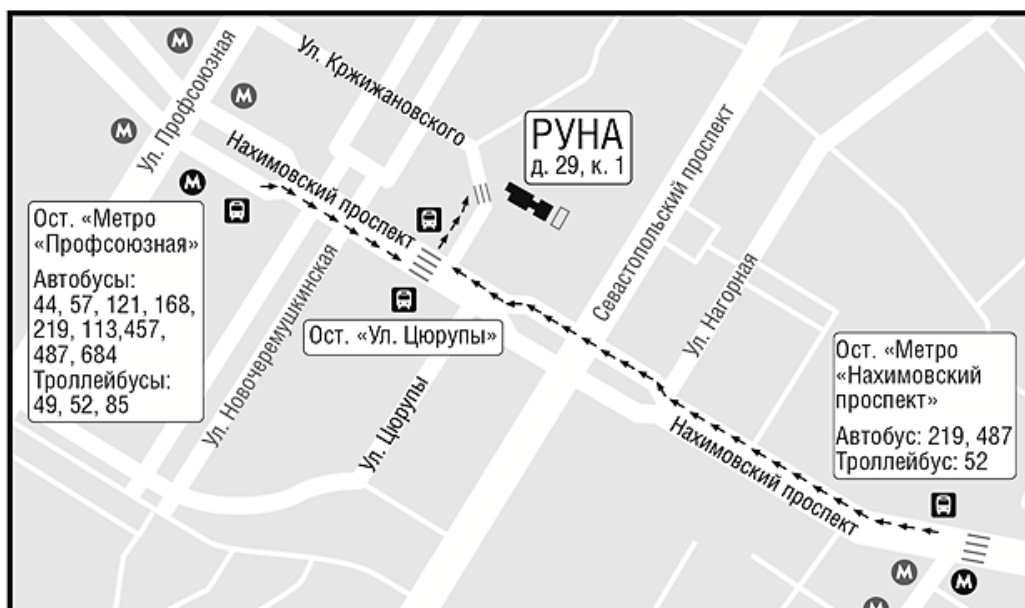 М
Ул. Кржижановского
Ул. Профсоюзная
М
М
РУНА
д. 29, к. 1
Нахимовский проспект
Севастопольский проспект
М
Ост. «Метро
«Профсоюзная»
Автобусы:
44, 57, 121, 168,
219, 113,457,
487, 684
Троллейбусы:
49, 52, 85
Ул. Новочеремушкинская
Ост. «Ул. Цюрупы»
Ул. Нагорная
Ул. Цюрупы
Ост. «Метро
«Нахимовский
проспект»
Автобус: 219, 487
Троллейбус: 52
Нахимовский проспект
М
М
М